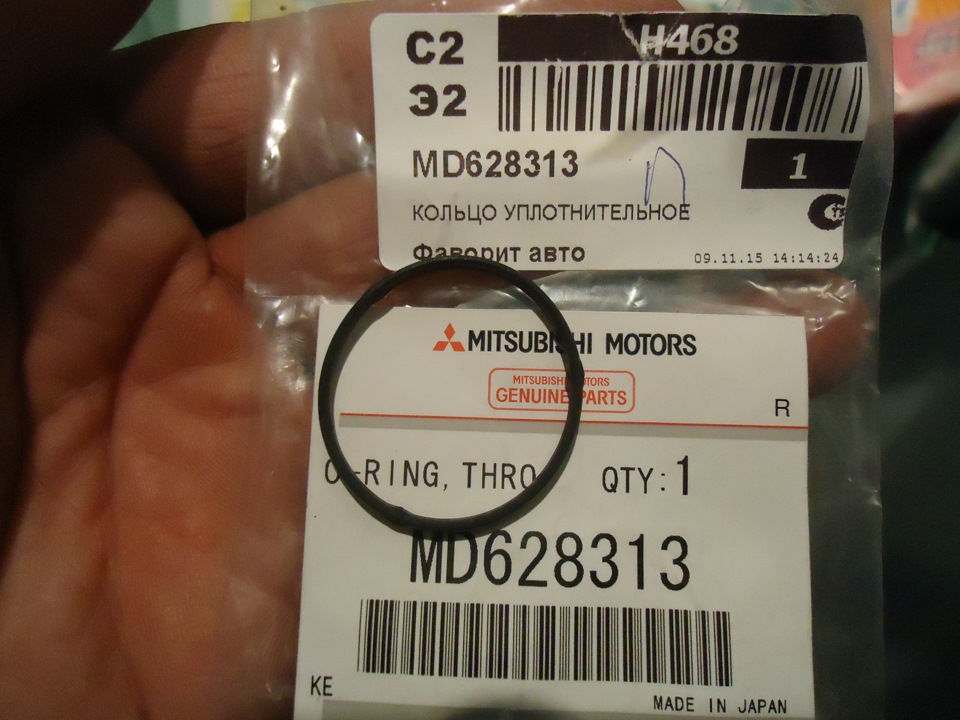 C2
H468
Э2
MD628313
1
КОЛЬЦО УПЛОТНИТЕЛЬНОЕ
Фаворит авто
09.11.15 14:14:24
MITSUBISHI MOTORS
MITSUBISHI MOTORS
GENUINE PARTS
R
O-RING, THRO
QTY: 1
MD628313
KE
MADE IN JAPAN